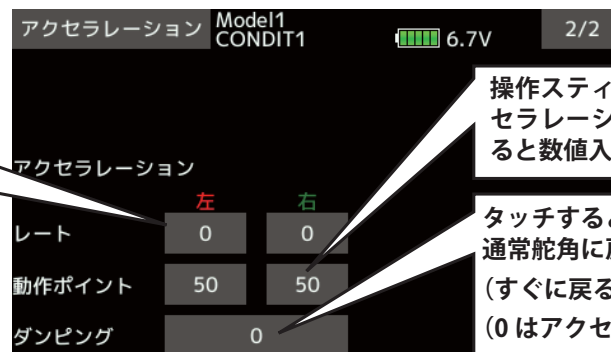 アクセラレーション
Model1
CONDIT1
6.7V
2/2
操作スティ
セラレーシ
ると数値入
アクセラレーション
左 右
レート 0 0
動作ポイント 50 50
ダンピング 0
タッチすると
通常舵角に
(すぐに戻る
(0 はアクセ